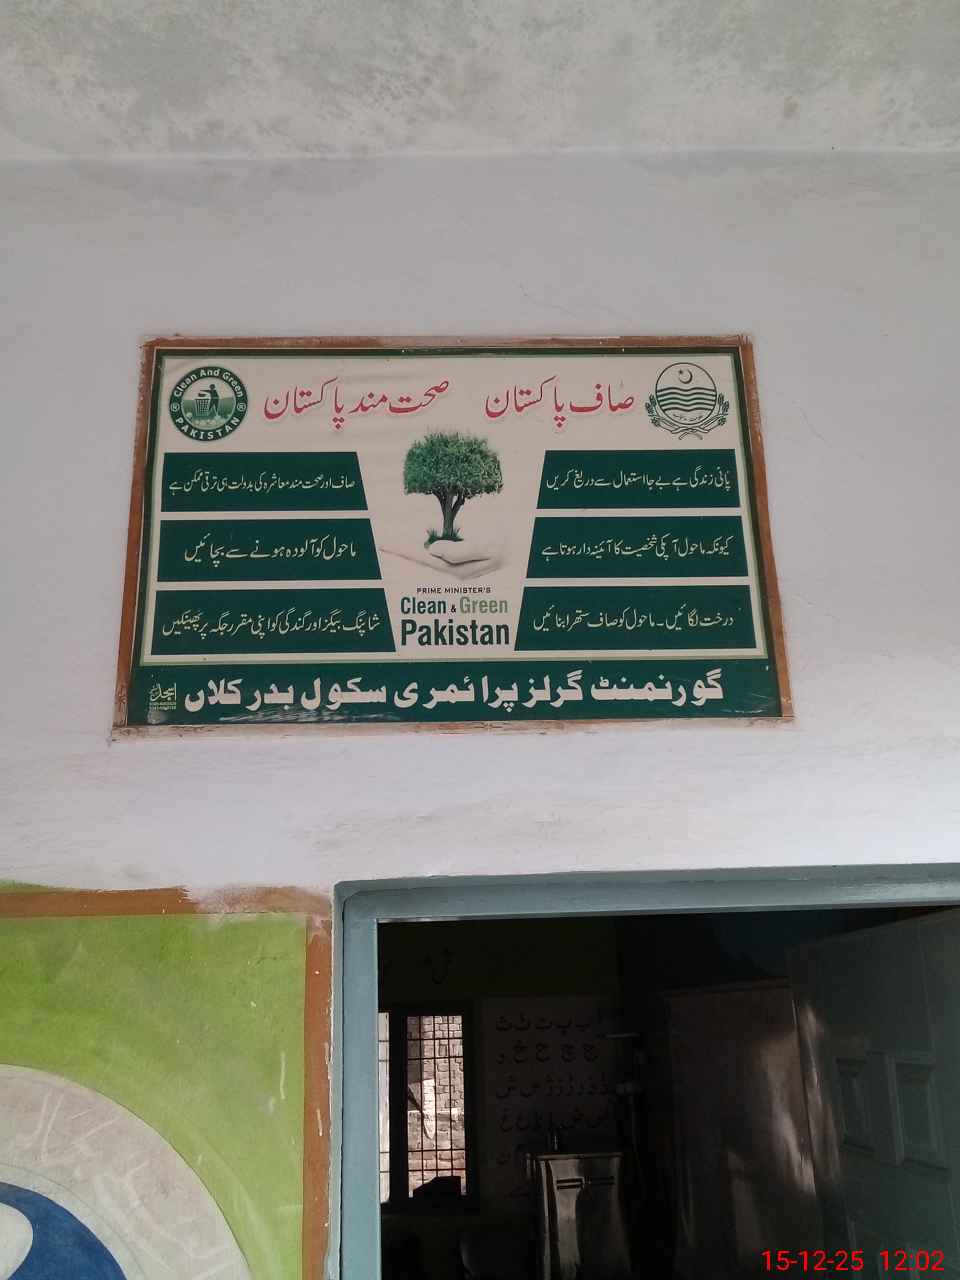 صاف پاکستان صحت مند پاکستان
Clean And Green
PAKISTAN
پانی زندگی ہے بے جا استعمال سے دریغ کریں
کیونکہ ماحول آپکی شخصیت کا آئینہ دار ہوتا ہے
درخت لگائیں۔ ماحول کو صاف ستھرا بنائیں
صاف اور صحت مند معاشرہ کی بدولت ہی ترقی ممکن ہے
ماحول کو آلودہ ہونے سے بچائیں
شاپنگ بیگز اور گندگی کو اپنی مقرر جگہ پر پھینکیں
PRIME MINISTER'S
Clean & Green
Pakistan
گورنمنٹ گرلز پرائمری سکول بدر کلاں
ا ب پ ت ٹ ث
ج چ ح خ د
ڈ ذ ر ڑ ز ژ س ش
15-12-25 12:02